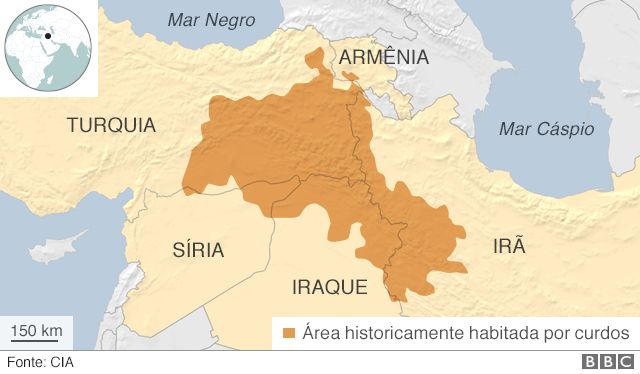 Mar Negro
ARMÊNIA
TURQUIA
Mar Cáspio
SÍRIA
IRÃ
IRAQUE
150 km
Área historicamente habitada por curdos
Fonte: CIA
BBC